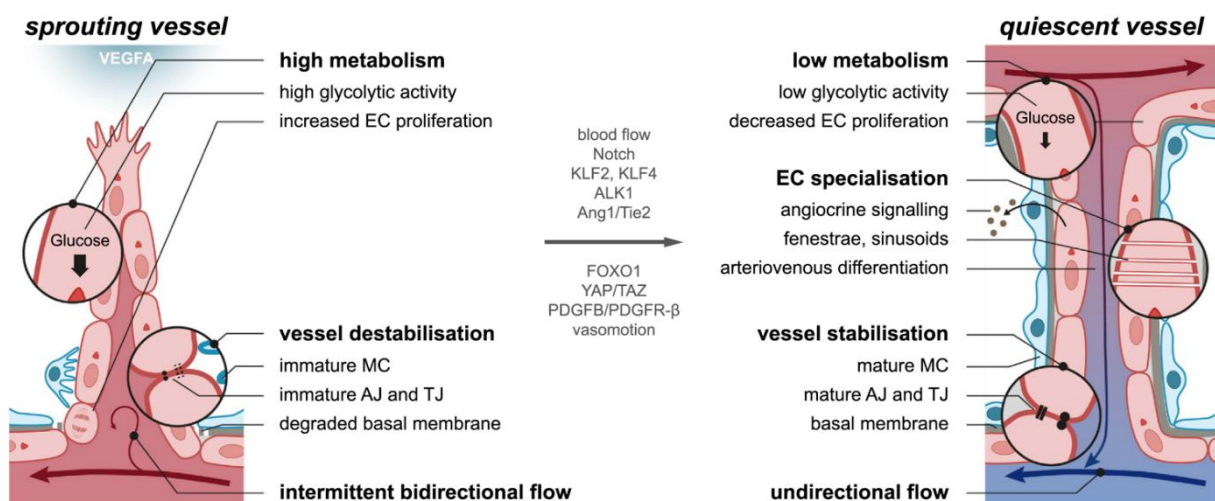 sprouting vessel
VEGFA
high metabolism
high glycolytic activity
increased EC proliferation
Glucose
vessel destabilisation
immature MC
immature AJ and TJ
degraded basal membrane
intermittent bidirectional flow
blood flow
Notch
KLF2, KLF4
ALK1
Ang1/Tie2
FOXO1
YAP/TAZ
PDGFB/PDGFR-β
vasomotion
quiescent vessel
low metabolism
low glycolytic activity
decreased EC proliferation
Glucose
EC specialisation
angiocrine signalling
fenestrae, sinusoids
arteriovenous differentiation
vessel stabilisation
mature MC
mature AJ and TJ
basal membrane
undirectional flow